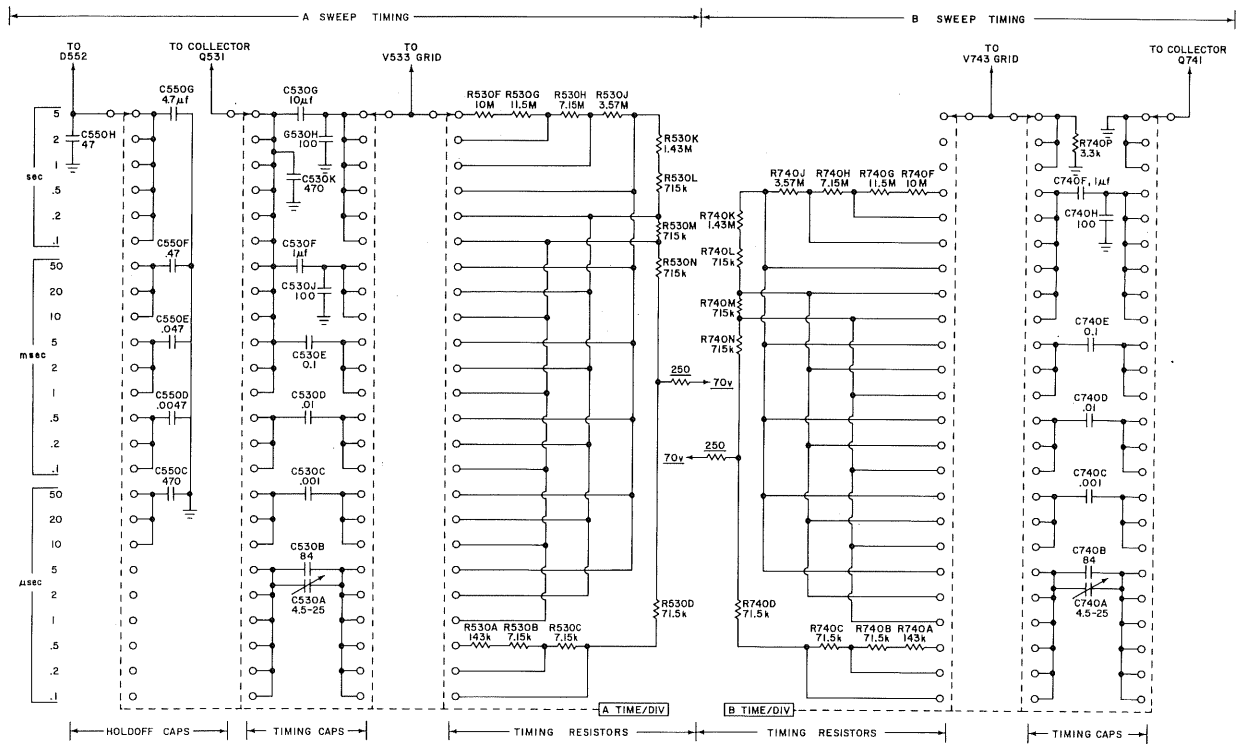 A SWEEP TIMING
B SWEEP TIMING
TO
D552
TO COLLECTOR
Q531
TO
V533 GRID
TO
V743 GRID
TO COLLECTOR
Q741
C550G
4.7µf
C530G
10µf
R530F
10M
R530G
11.5M
R530H
7.15M
R530J
3.57M
C550H
47
G530H
100
C530K
470
R530K
1.43M
R530L
715k
R530M
715k
R530N
715k
R740P
3.3k
R740J
3.57M
R740H
7.15M
R740G
11.5M
R740F
10M
C740F, 1µf
C740H
100
R740K
1.43M
R740L
715k
R740M
715k
R740N
715k
sec
5
2
1
.5
.2
.1
msec
50
20
10
5
2
1
.5
.2
.1
µsec
50
20
10
5
2
1
.5
.2
.1
C550F
.47
C530F
1µf
C530J
100
C550E
.047
C530E
0.1
C740E
0.1
C550D
.0047
C530D
.01
C740D
.01
250
70v
250
70v
C550C
470
C530C
.001
C740C
.001
C530B
84
C530A
4.5-25
C740B
84
C740A
4.5-25
R530D
71.5k
R740D
71.5k
R530A
143k
R530B
7.15k
R530C
7.15k
R740C
71.5k
R740B
71.5k
R740A
143k
A TIME/DIV
B TIME/DIV
HOLDOFF CAPS
TIMING CAPS
TIMING RESISTORS
TIMING RESISTORS
TIMING CAPS